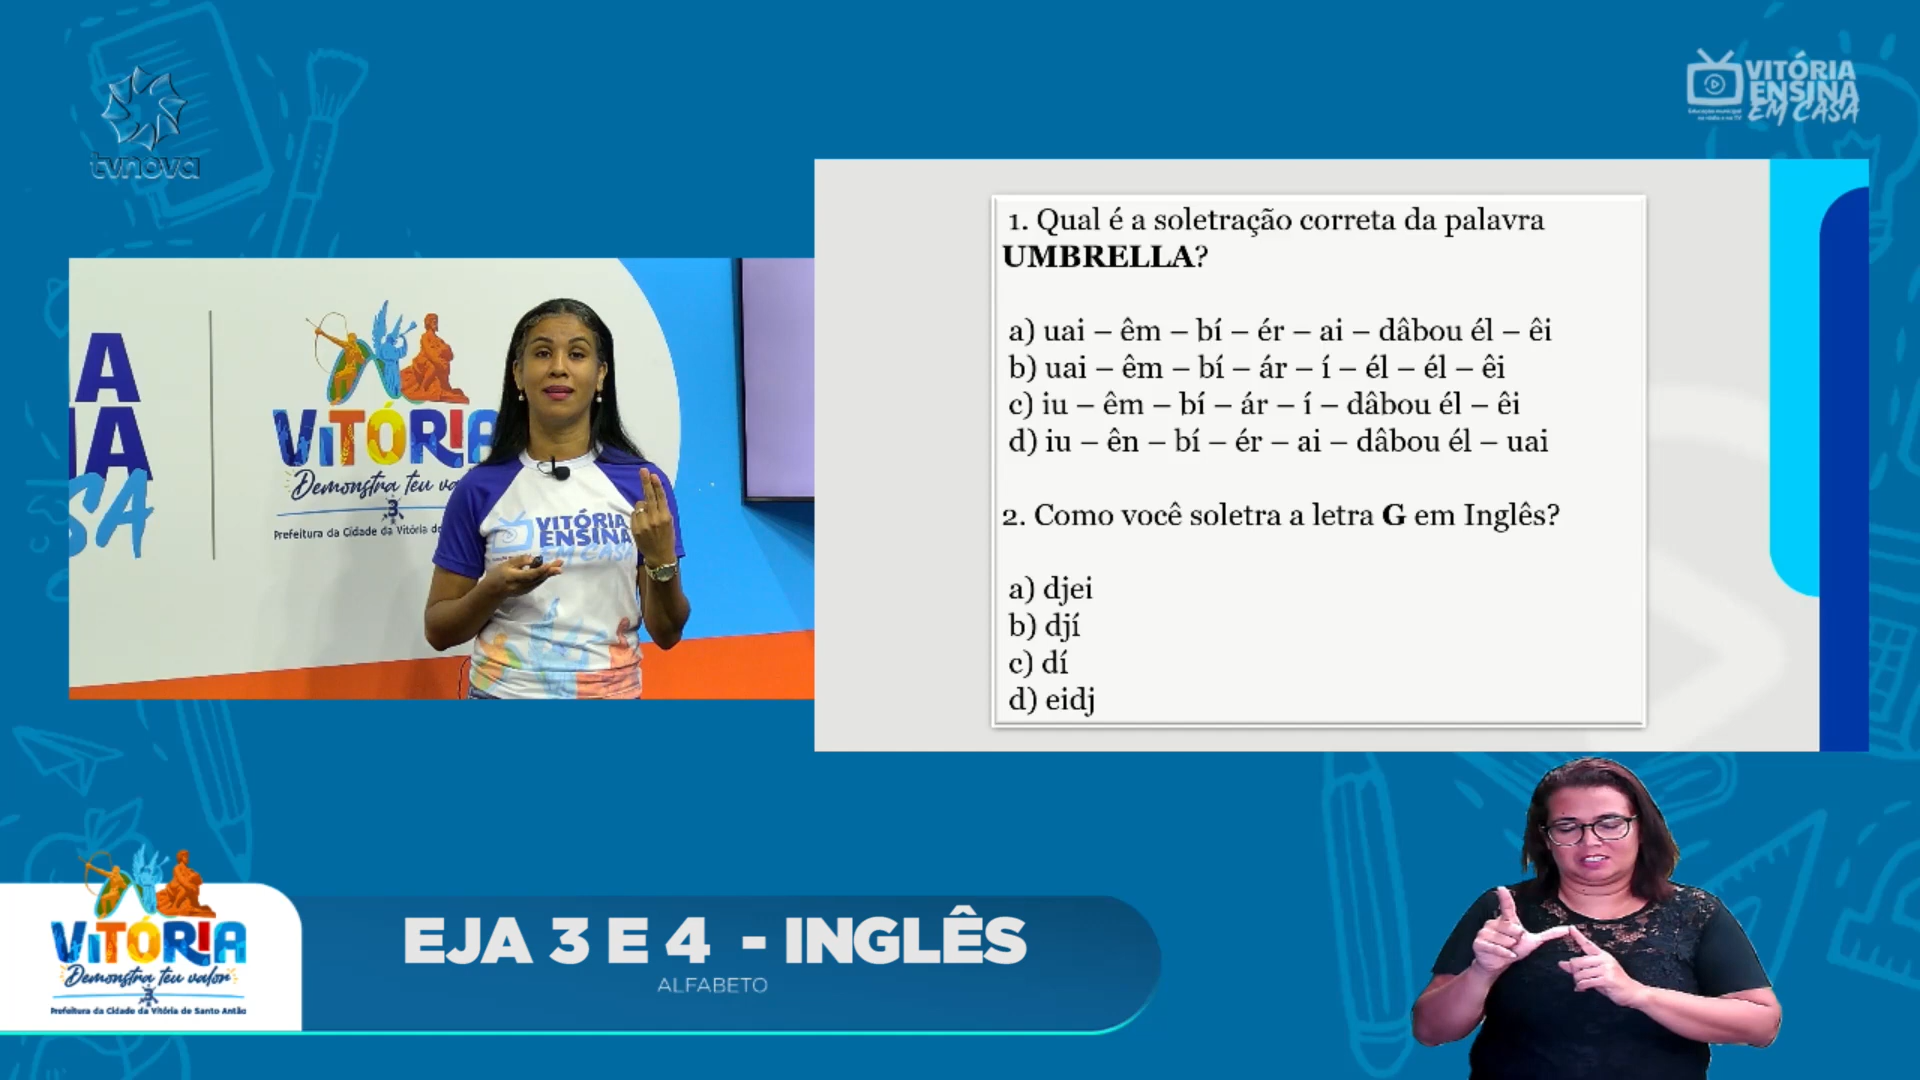 tvnova
VITÓRIA
ENSINA
EM CASA
1. Qual é a soletração correta da palavra
UMBRELLA?
a) uai – êm – bí – ér – ai – dâbou él – êi
b) uai – êm – bí – ár – í – él – él – êi
c) iu – êm – bí – ár – í – dâbou él – êi
d) iu – ên – bí – ér – ai – dâbou él – uai
2. Como você soletra a letra G em Inglês?
a) djei
b) djí
c) dí
d) eidj
VITÓRIA
Demonstra teu va
Prefeitura da Cidade da Vitória de
VITÓRIA
ENSINA
EM CASA
VITÓRIA
Demonstra teu valor
Prefeitura da Cidade da Vitória de Santo Antão
EJA 3 E 4 - INGLÊS
ALFABETO